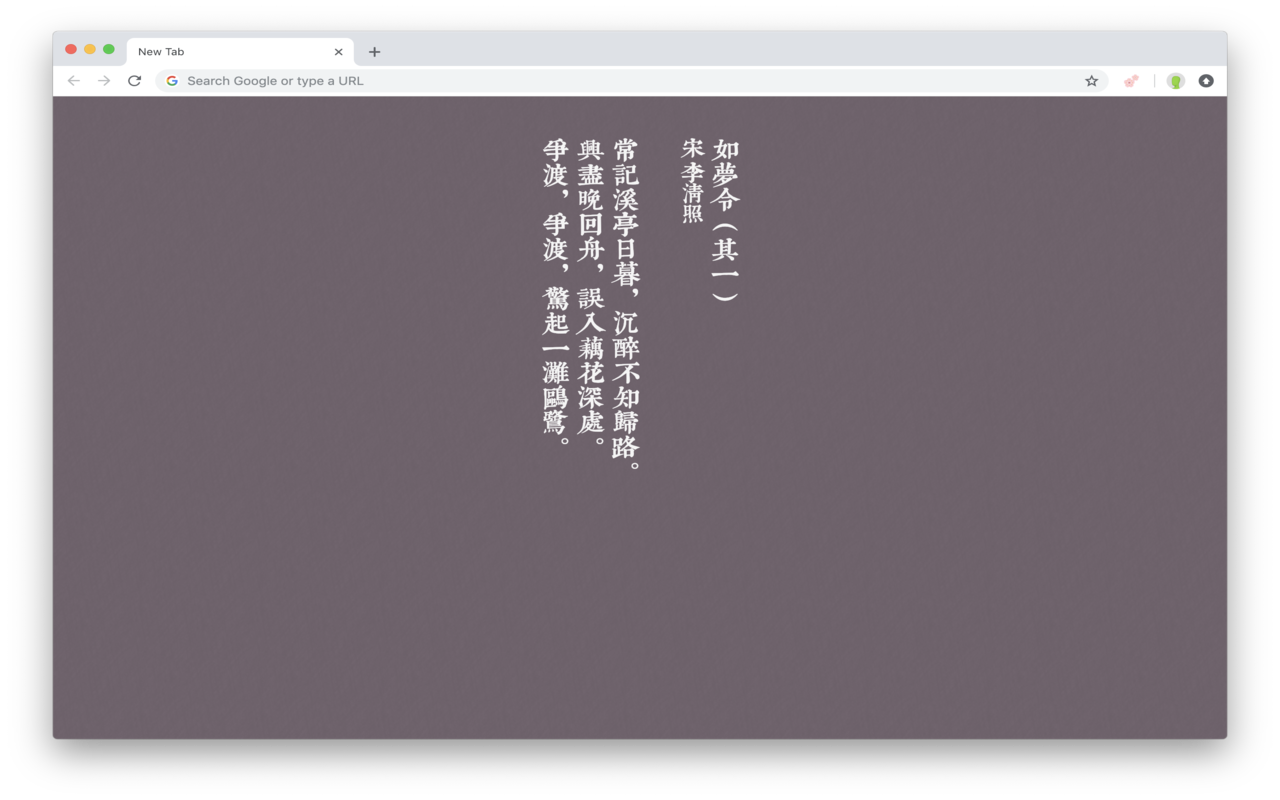 New Tab
Search Google or type a URL
如夢令（其一）
宋 李清照
常記溪亭日暮，沉醉不知歸路。
興盡晚回舟，誤入藕花深處。
爭渡，爭渡，驚起一灘鷗鷺。